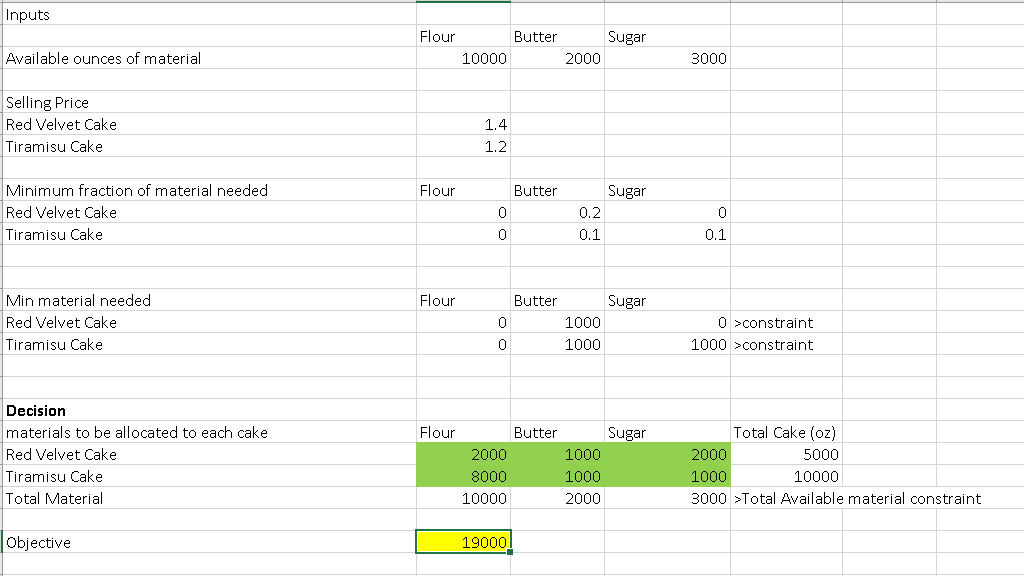 Inputs
Flour Butter Sugar
Available ounces of material 10000 2000 3000
Selling Price
Red Velvet Cake 1.4
Tiramisu Cake 1.2
Minimum fraction of material needed Flour Butter Sugar
Red Velvet Cake 0 0.2 0
Tiramisu Cake 0 0.1 0.1
Min material needed Flour Butter Sugar
Red Velvet Cake 0 1000 0 >constraint
Tiramisu Cake 0 1000 1000 >constraint
Decision
materials to be allocated to each cake Flour Butter Sugar Total Cake (oz)
Red Velvet Cake 2000 1000 2000 5000
Tiramisu Cake 8000 1000 1000 10000
Total Material 10000 2000 3000 >Total Available material constraint
Objective 19000